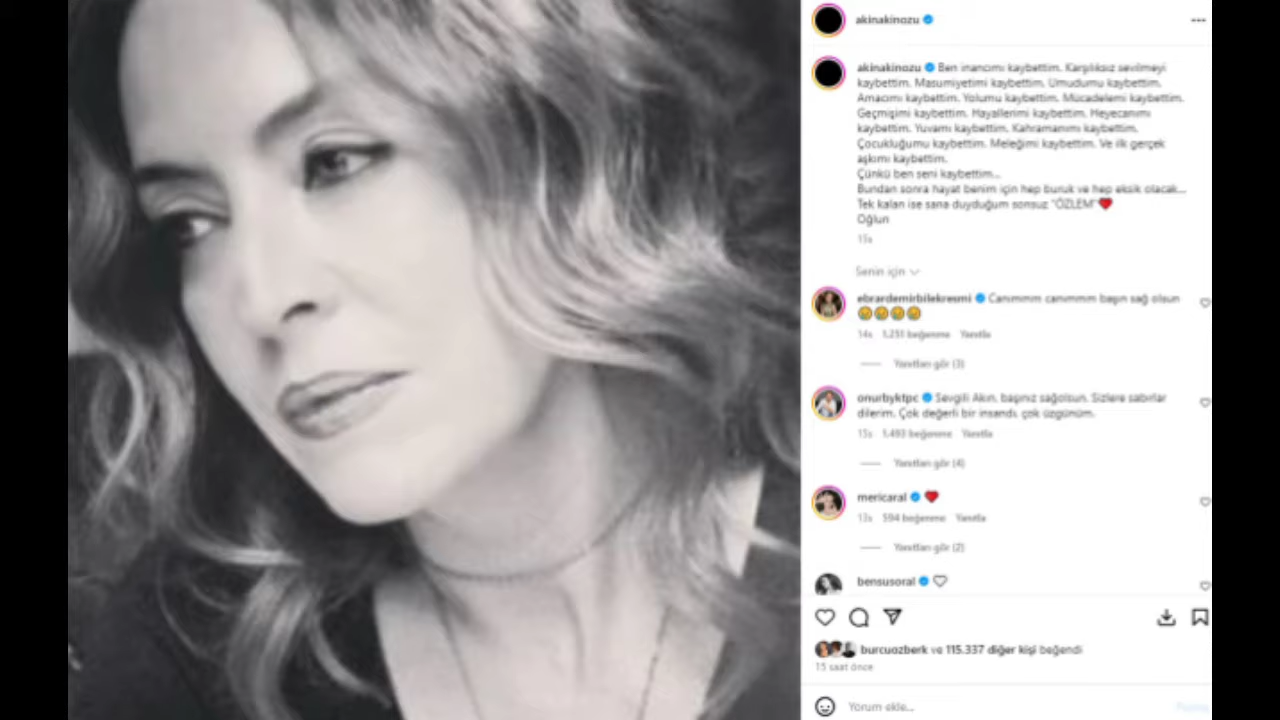 akinakinozu
akinakinozu Ben inancımı kaybettim. Karşılıksız sevilmeyi
kaybettim. Masumiyetimi kaybettim. Umudumu kaybettim.
Amacımı kaybettim. Yolumu kaybettim. Mücadelemi kaybettim.
Geçmişimi kaybettim. Hayallerimi kaybettim. Heyecanımı
kaybettim. Yuvamı kaybettim. Kahramanımı kaybettim.
Çocukluğumu kaybettim. Meleğimi kaybettim. Ve ilk gerçek
aşkımı kaybettim.
Çünkü ben seni kaybettim...
Bundan sonra hayat benim için hep buruk ve hep eksik olacak...
Tek kalan ise sana duyduğum sonsuz "ÖZLEM"❤️
Oğlun
15s
Senin için
ebrardemirbilekresmi Canımmm canımmm başın sağ olsun
😢😢😢😢
14s 1.251 beğenme Yanıtla
Yanıtları gör (3)
onurbyktpc Sevgili Akın, başınız sağolsun. Sizlere sabırlar
dilerim. Çok değerli bir insandı, çok üzgünüm.
15s 1.493 beğenme Yanıtla
Yanıtları gör (4)
mericaral ❤️
13s 594 beğenme Yanıtla
Yanıtları gör (2)
bensusoral 🤍
burcuozberk ve 115.337 diğer kişi beğendi
15 saat önce
Yorum ekle...